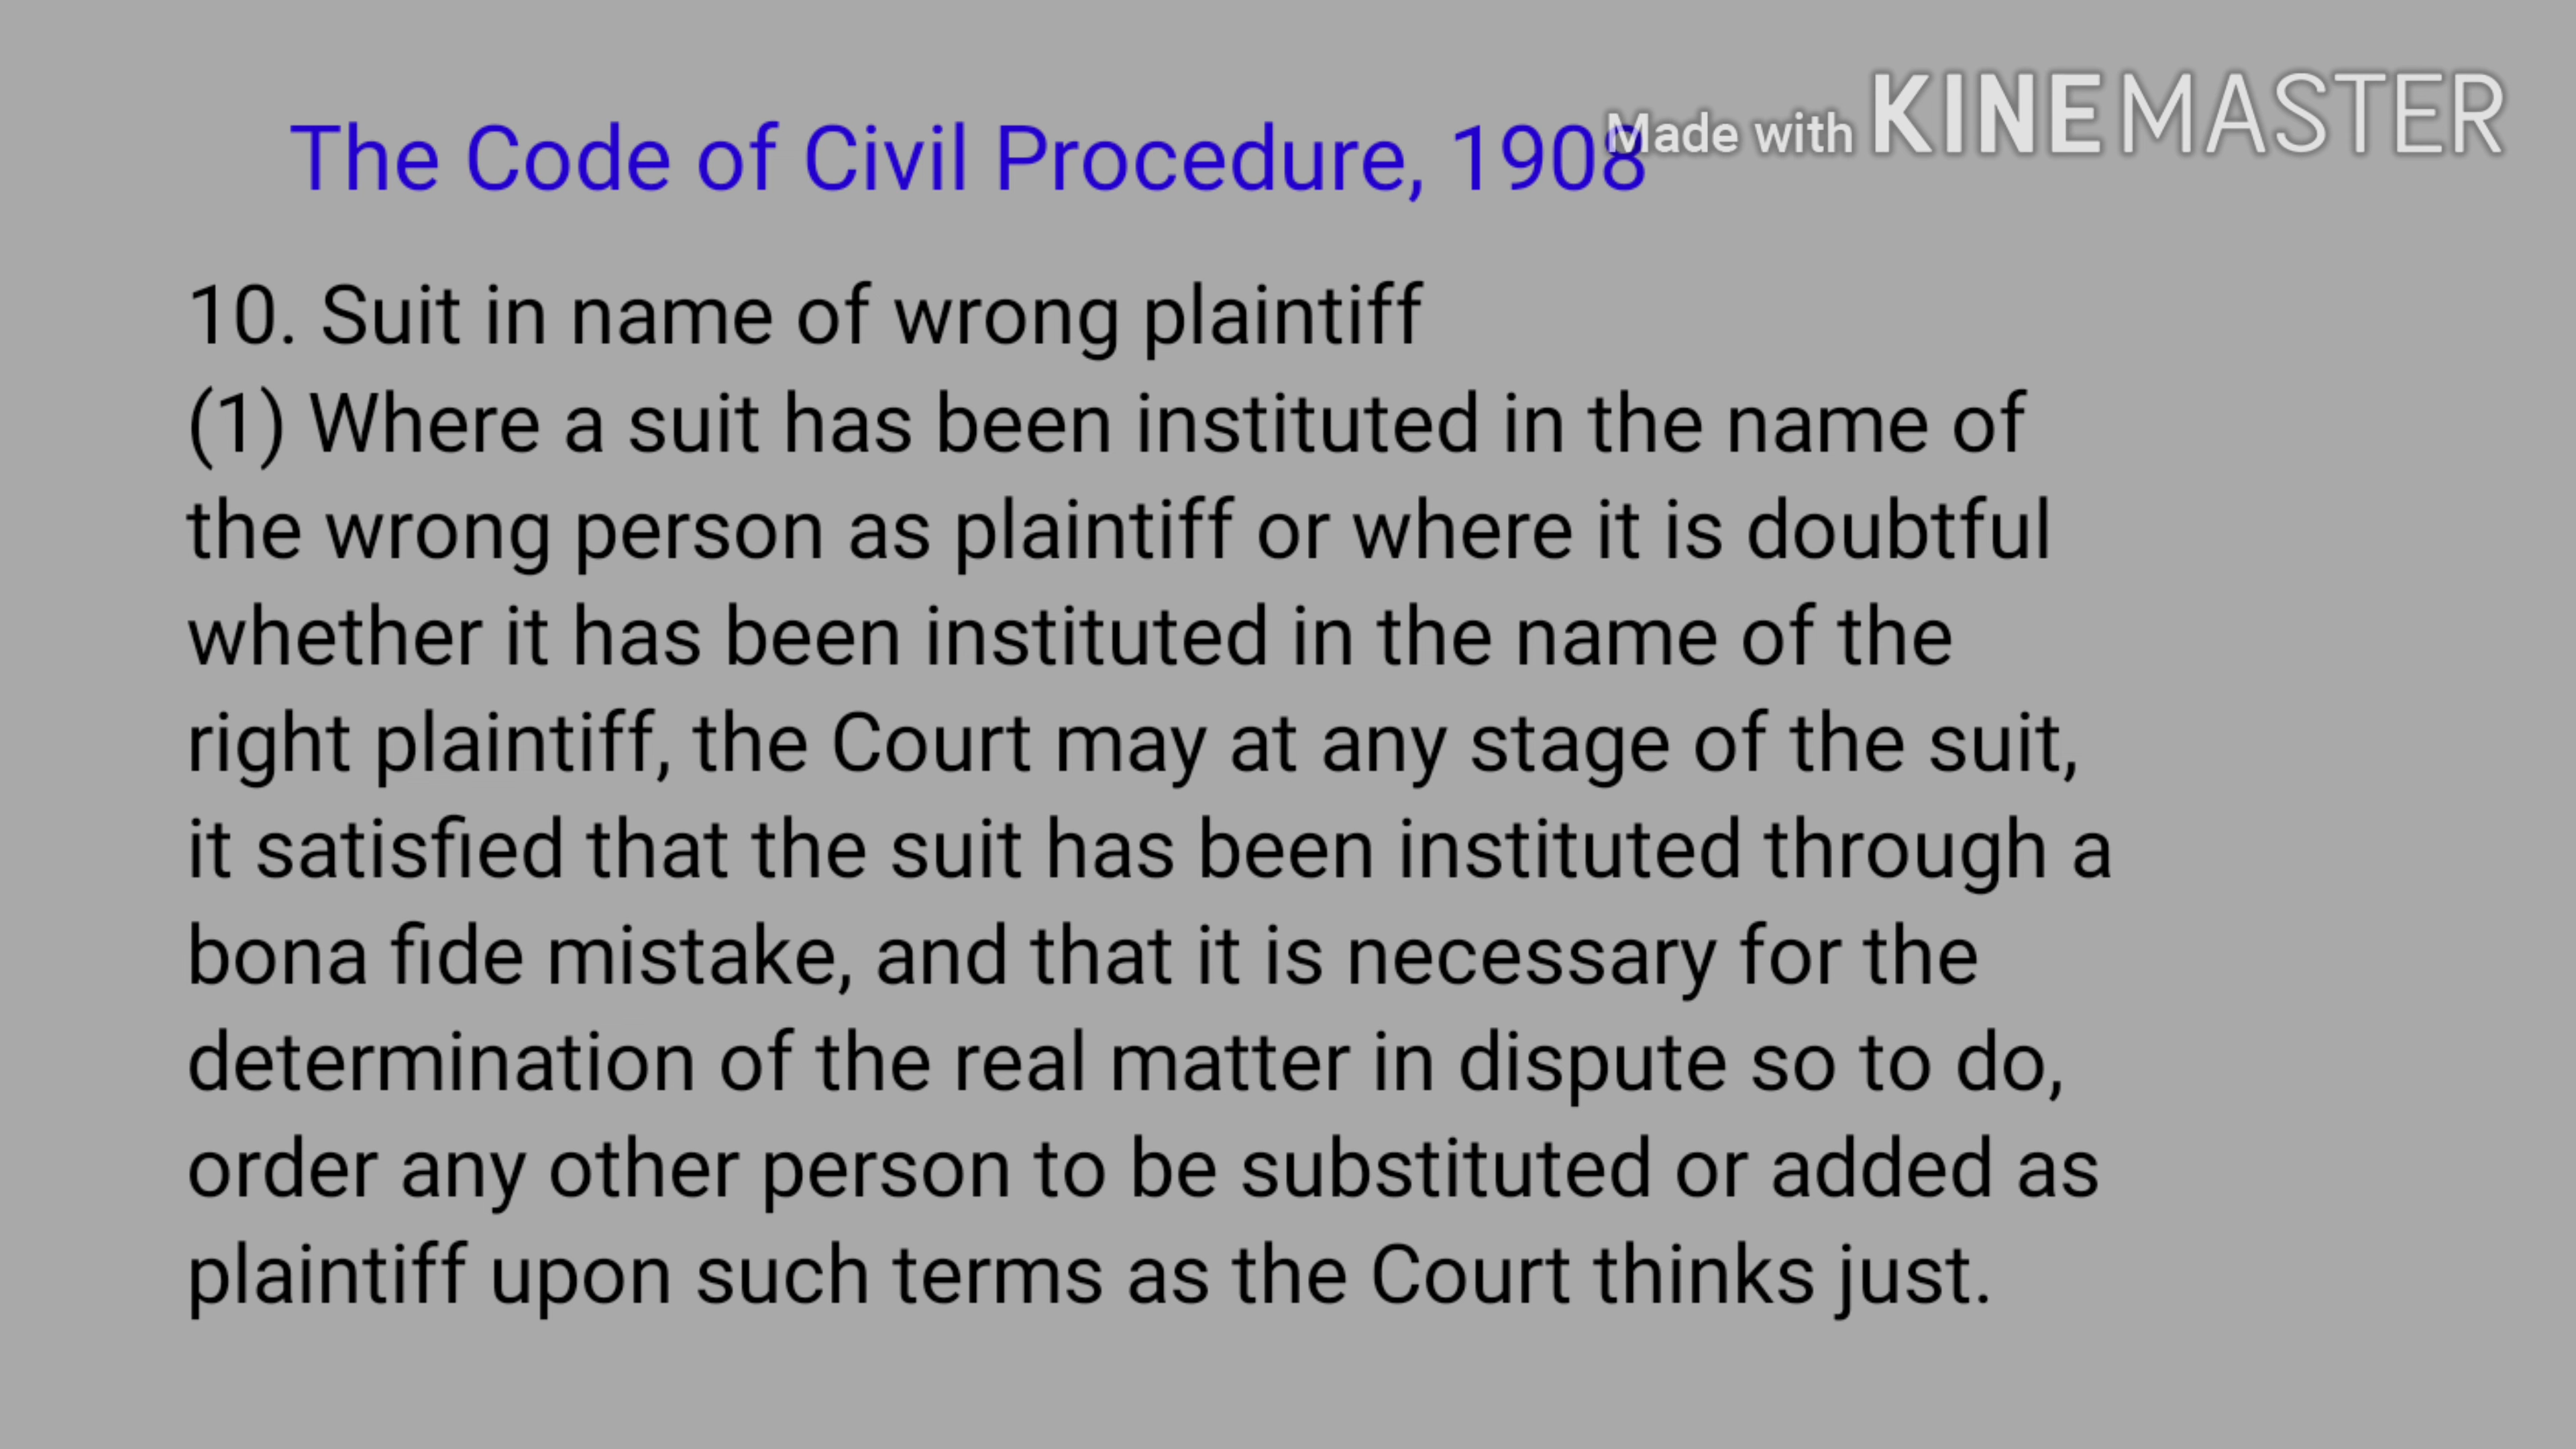 Made with KINEMASTER
The Code of Civil Procedure, 1908
10. Suit in name of wrong plaintiff
(1) Where a suit has been instituted in the name of
the wrong person as plaintiff or where it is doubtful
whether it has been instituted in the name of the
right plaintiff, the Court may at any stage of the suit,
it satisfied that the suit has been instituted through a
bona fide mistake, and that it is necessary for the
determination of the real matter in dispute so to do,
order any other person to be substituted or added as
plaintiff upon such terms as the Court thinks just.